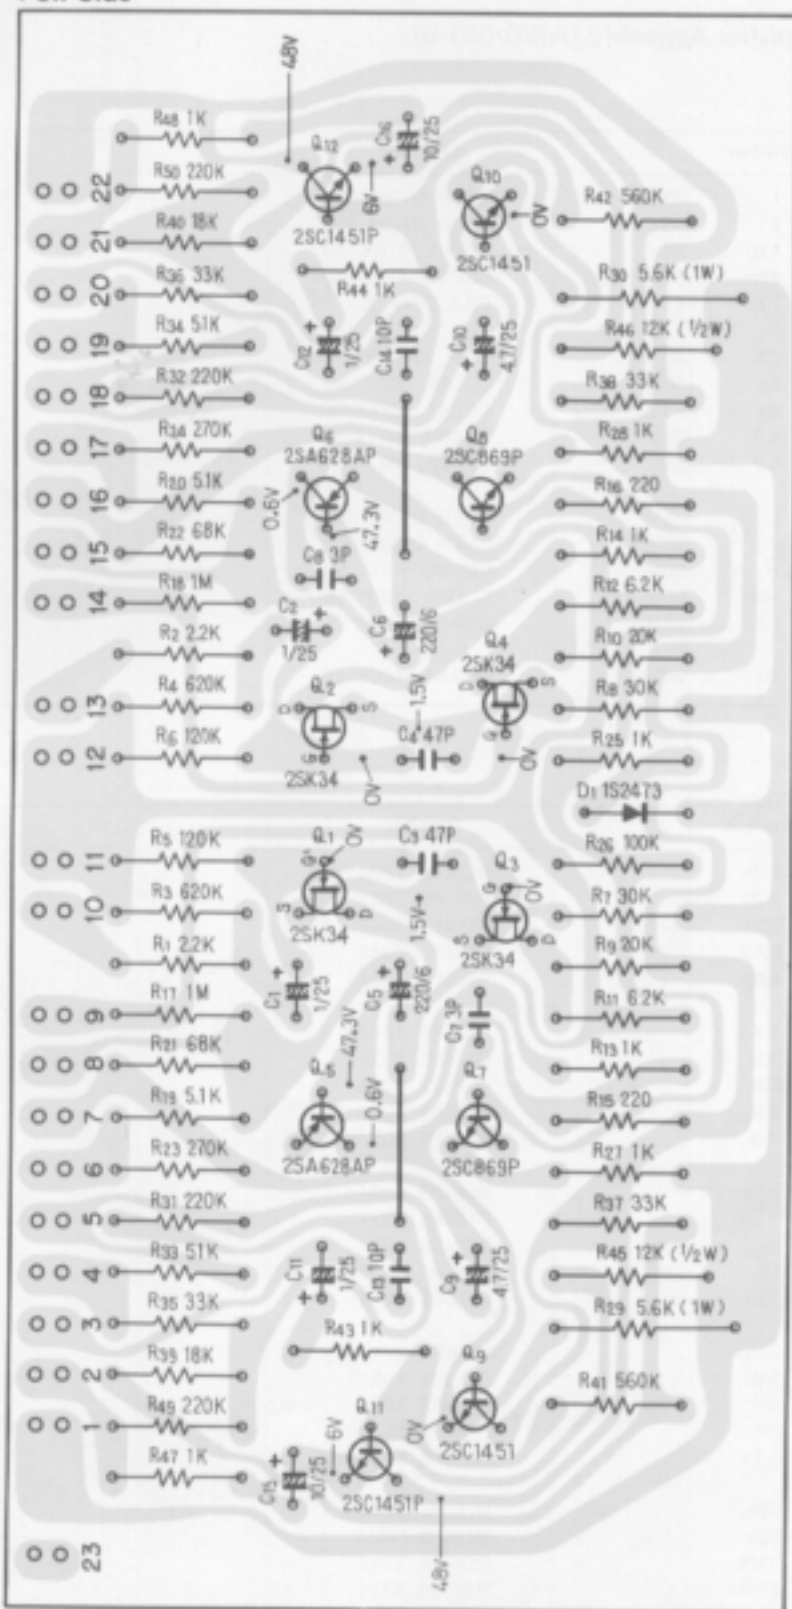 48V
R48 1K
C16
10/25
Q12
6V
Q10
0V
22
R50 220K
R42 560K
21
R40 18K
2SC1451P
2SC1451
20
R36 33K
R44 1K
R30 5.6K (1W)
19
R34 51K
C12
1/25
C14 10P
C10
4.7/25
R46 12K (½W)
18
R32 220K
R38 33K
17
R24 270K
Q6
2SA628AP
Q8
2SC869P
R28 1K
16
R20 5.1K
0.6V
47.3V
R16 220
15
R22 68K
C8 3P
R14 1K
14
R18 1M
C2
1/25
C6
220/6
R12 6.2K
R2 2.2K
Q4
2SK34
R10 20K
13
R4 620K
Q2
D
S
1.5V
D
S
R8 30K
12
R6 120K
G
2SK34
0V
C4 47P
G
0V
R25 1K
D1 1S2473
11
R5 120K
Q1
G
0V
C3 47P
Q3
R26 100K
10
R3 620K
S
D
2SK34
1.5V
G
0V
R7 30K
R1 2.2K
S
D
2SK34
R9 20K
9
R17 1M
C1
1/25
C5
220/6
C7 3P
R11 6.2K
8
R21 68K
47.3V
R13 1K
7
R19 5.1K
Q5
0.6V
Q7
R15 220
6
R23 270K
2SA628AP
2SC869P
R27 1K
5
R31 220K
R37 33K
4
R33 51K
C11
1/25
C13 10P
C9
4.7/25
R45 12K (½W)
3
R35 33K
R43 1K
R29 5.6K (1W)
2
R39 18K
Q9
R41 560K
1
R49 220K
Q11
0V
2SC1451
R47 1K
C15
10/25
6V
2SC1451P
23
48V